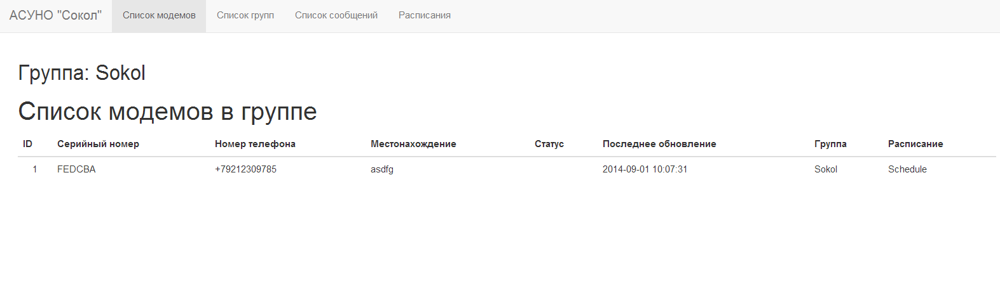 АСУНО "Сокол" Список модемов Список групп Список сообщений Расписания
Группа: Sokol
Список модемов в группе
ID Серийный номер Номер телефона Местонахождение Статус Последнее обновление Группа Расписание
1 FEDCBA +79212309785 asdfg 2014-09-01 10:07:31 Sokol Schedule